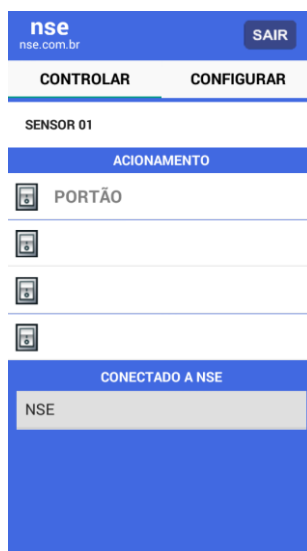 nse
nse.com.br
SAIR
CONTROLAR
CONFIGURAR
SENSOR 01
ACIONAMENTO
PORTÃO
CONECTADO A NSE
NSE